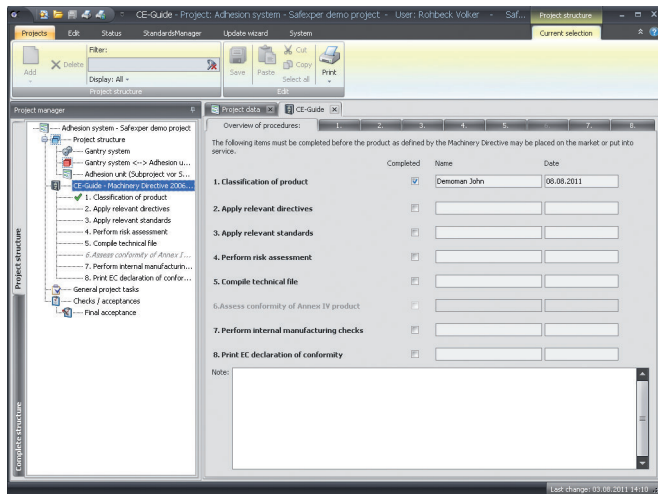 CE-Guide - Project: Adhesion system - Safexper demo project - User: Rohbeck Volker - Saf... Project structure
Projects Edit Status StandardsManager Update wizard System Current selection
Add
Delete
Filter:
Display: All
Project structure
Save
Paste
Cut
Copy
Select all
Print
Edit
Project manager
Project structure
Complete structure
Adhesion system - Safexper demo project
Project structure
Gantry system
Gantry system <--> Adhesion u...
Adhesion unit (Subproject vor S...
CE-Guide - Machinery Directive 2006...
1. Classification of product
2. Apply relevant directives
3. Apply relevant standards
4. Perform risk assessment
5. Compile technical file
6.Assess conformity of Annex I...
7. Perform internal manufacturin...
8. Print EC declaration of confor...
General project tasks
Checks / acceptances
Final acceptance
Project data CE-Guide
Overview of procedures: 1. 2. 3. 4. 5. 6. 7. 8.
The following items must be completed before the product as defined by the Machinery Directive may be placed on the market or put into
service.
Completed Name Date
1. Classification of product Demoman John 08.08.2011
2. Apply relevant directives
3. Apply relevant standards
4. Perform risk assessment
5. Compile technical file
6.Assess conformity of Annex IV product
7. Perform internal manufacturing checks
8. Print EC declaration of conformity
Note:
Last change: 03.08.2011 14:10